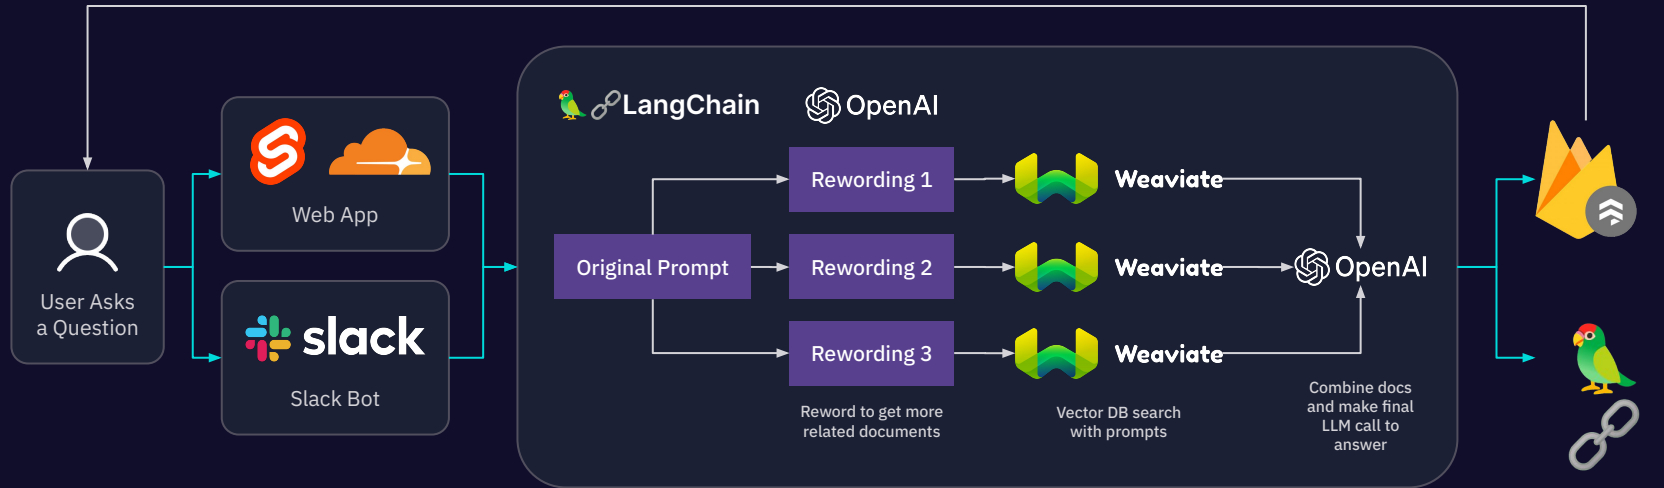 User Asks
a Question
Web App
slack
Slack Bot
LangChain
OpenAI
Original Prompt
Rewording 1
Rewording 2
Rewording 3
Reword to get more
related documents
Weaviate
Weaviate
Weaviate
Vector DB search
with prompts
OpenAI
Combine docs
and make final
LLM call to
answer